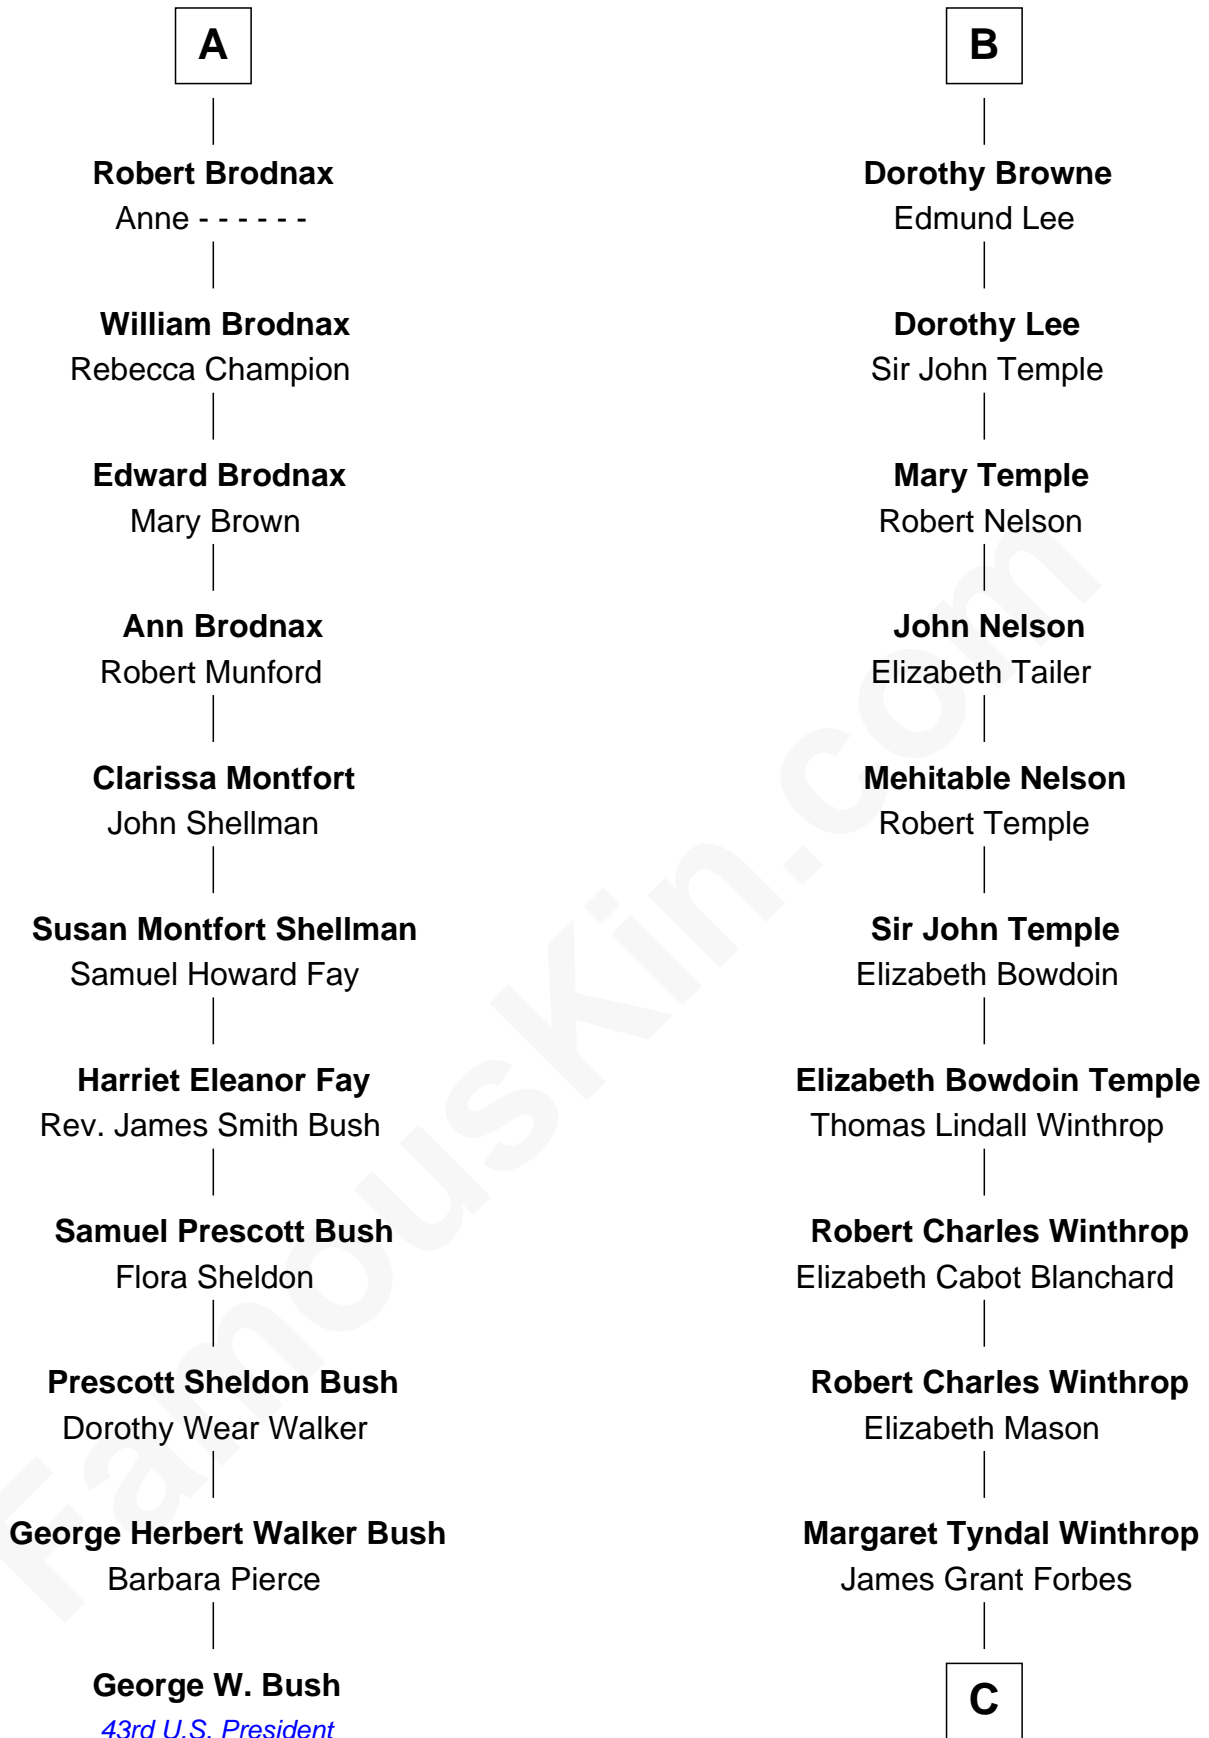 A
Robert Brodnax
Anne - - - - - -
William Brodnax
Rebecca Champion
Edward Brodnax
Mary Brown
Ann Brodnax
Robert Munford
Clarissa Montfort
John Shellman
Susan Montfort Shellman
Samuel Howard Fay
Harriet Eleanor Fay
Rev. James Smith Bush
Samuel Prescott Bush
Flora Sheldon
Prescott Sheldon Bush
Dorothy Wear Walker
George Herbert Walker Bush
Barbara Pierce
George W. Bush
43rd U.S. President
B
Dorothy Browne
Edmund Lee
Dorothy Lee
Sir John Temple
Mary Temple
Robert Nelson
John Nelson
Elizabeth Tailer
Mehitable Nelson
Robert Temple
Sir John Temple
Elizabeth Bowdoin
Elizabeth Bowdoin Temple
Thomas Lindall Winthrop
Robert Charles Winthrop
Elizabeth Cabot Blanchard
Robert Charles Winthrop
Elizabeth Mason
Margaret Tyndal Winthrop
James Grant Forbes
C
FamousKin.com